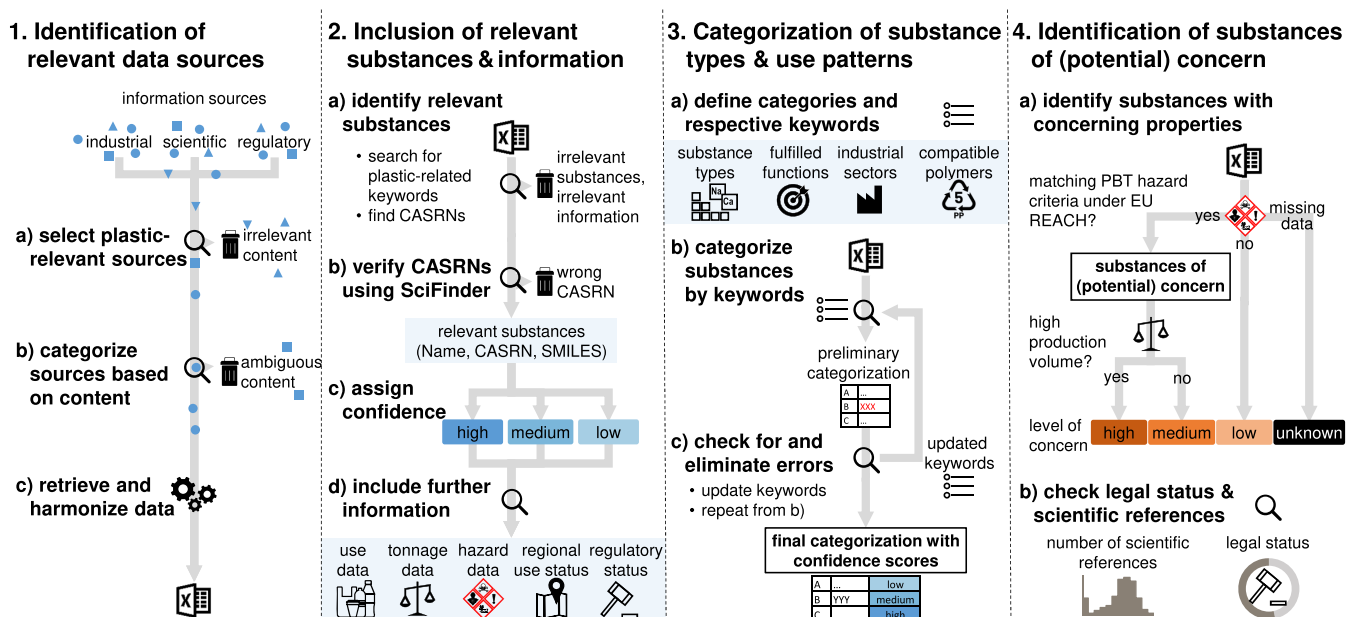 1. Identification of
relevant data sources
information sources
industrial scientific regulatory
a) select plastic-
relevant sources
irrelevant
content
b) categorize
sources based
on content
ambiguous
content
c) retrieve and
harmonize data
X
2. Inclusion of relevant
substances & information
a) identify relevant
substances
• search for
plastic-related
keywords
• find CASRNs
X
irrelevant
substances,
irrelevant
information
b) verify CASRNs
using SciFinder
wrong
CASRN
relevant substances
(Name, CASRN, SMILES)
c) assign
confidence
high medium low
d) include further
information
use
data
tonnage
data
hazard
data
regional
use status
regulatory
status
3. Categorization of substance
types & use patterns
a) define categories and
respective keywords
substance
types
fulfilled
functions
industrial
sectors
compatible
polymers
Na
Ca
5
PP
b) categorize
substances
by keywords
X
preliminary
categorization
A ...
B XXX
C ...
c) check for and
eliminate errors
• update keywords
• repeat from b)
updated
keywords
final categorization with
confidence scores
A ... low
B YYY medium
C ... high
4. Identification of substances
of (potential) concern
a) identify substances with
concerning properties
X
matching PBT hazard
criteria under EU
REACH?
yes
no
missing
data
substances of
(potential) concern
high
production
volume?
yes no
level of
concern
high medium low unknown
b) check legal status &
scientific references
number of scientific
references
legal status